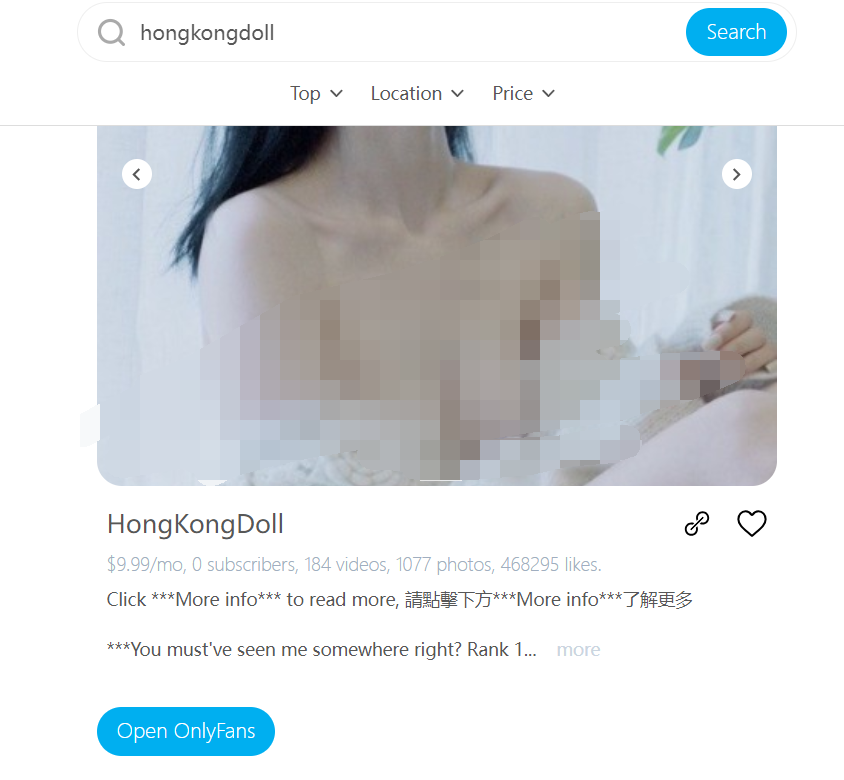 hongkongdoll
Search
Top
Location
Price
HongKongDoll
$9.99/mo, 0 subscribers, 184 videos, 1077 photos, 468295 likes.
Click ***More info*** to read more, 請點擊下方***More info***了解更多
***You must've seen me somewhere right? Rank 1... more
Open OnlyFans